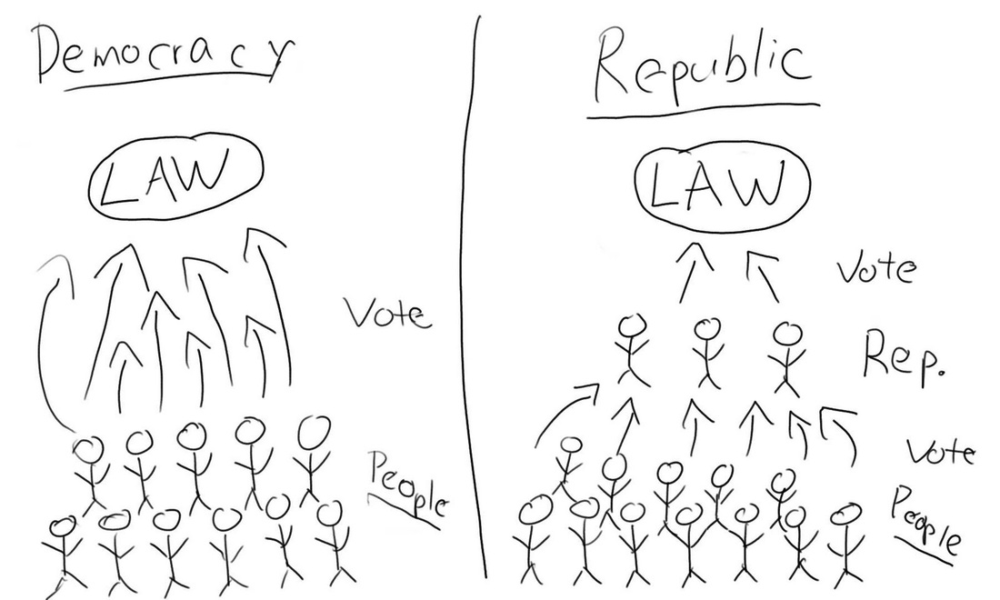 Democracy
LAW
Vote
People
Republic
LAW
Vote
Rep.
Vote
People